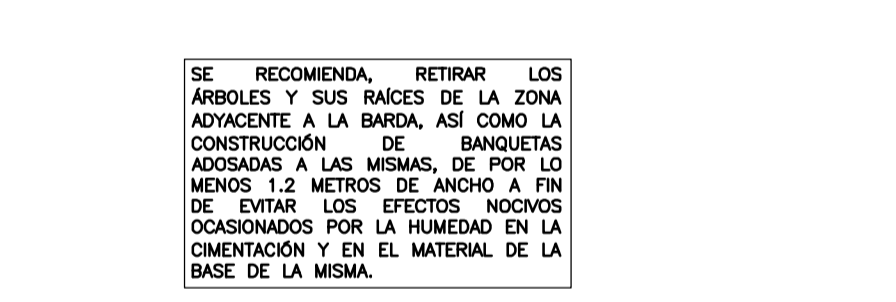 SE RECOMIENDA, RETIRAR LOS
ÁRBOLES Y SUS RAÍCES DE LA ZONA
ADYACENTE A LA BARDA, ASÍ COMO LA
CONSTRUCCIÓN DE BANQUETAS
ADOSADAS A LAS MISMAS, DE POR LO
MENOS 1.2 METROS DE ANCHO A FIN
DE EVITAR LOS EFECTOS NOCIVOS
OCASIONADOS POR LA HUMEDAD EN LA
CIMENTACIÓN Y EN EL MATERIAL DE LA
BASE DE LA MISMA.